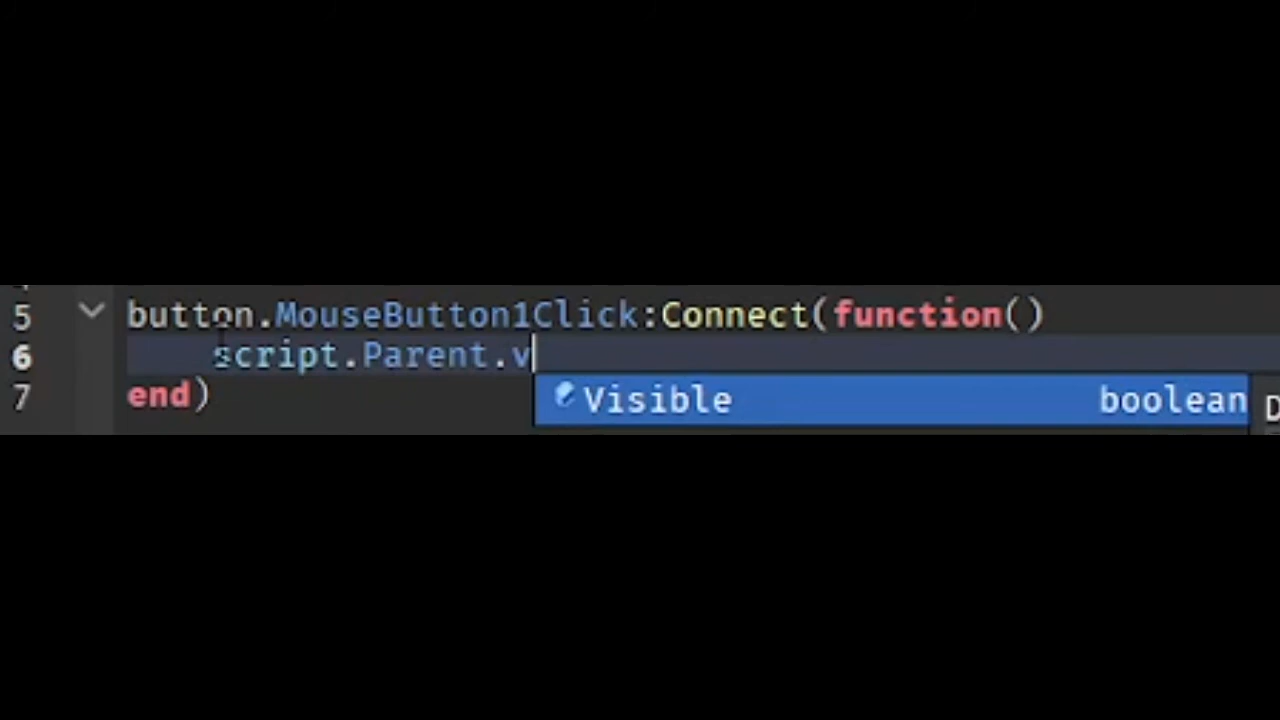 5 button.MouseButton1Click:Connect(function()
6 script.Parent.v
Visible boolean
7 end)